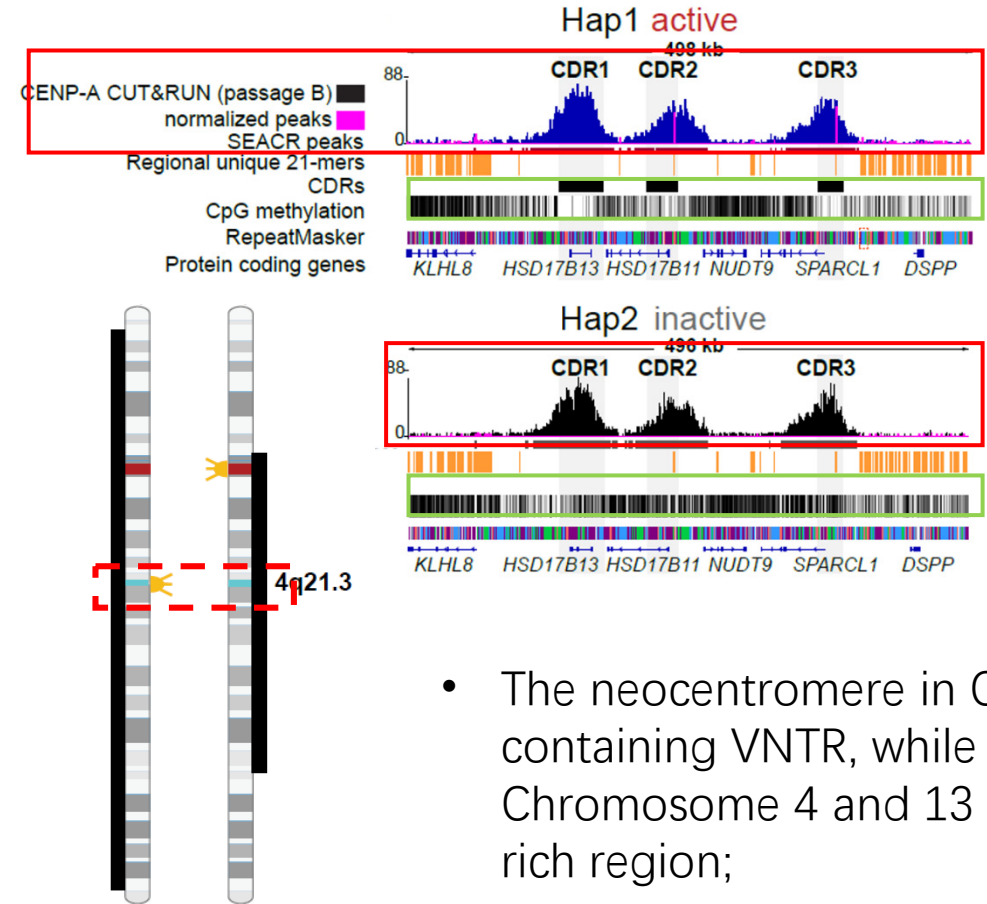 Hap1 active
498 kb
88
CDR1 CDR2 CDR3
CENP-A CUT&RUN (passage B)
normalized peaks
0
SEACR peaks
Regional unique 21-mers
CDRs
CpG methylation
RepeatMasker
Protein coding genes
KLHL8 HSD17B13 HSD17B11 NUDT9 SPARCL1 DSPP
Hap2 inactive
496 kb
88
CDR1 CDR2 CDR3
0
KLHL8 HSD17B13 HSD17B11 NUDT9 SPARCL1 DSPP
4q21.3
• The neocentromere in
containing VNTR, while
Chromosome 4 and 13
rich region;